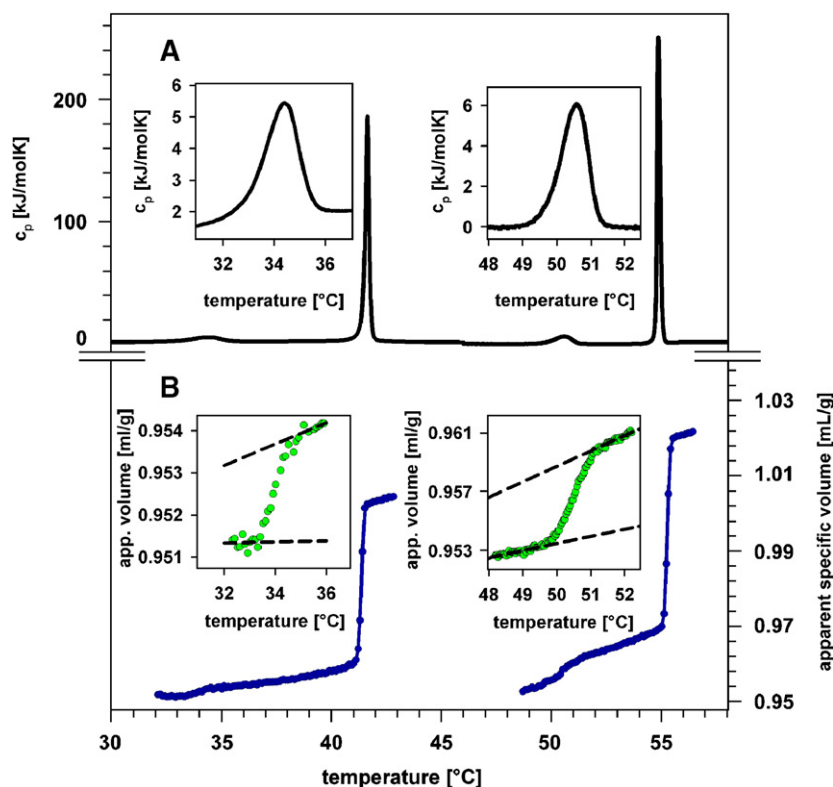 A
200
100
0
c_p [kJ/molK]
6
5
4
3
2
c_p [kJ/molK]
32 34 36
temperature [°C]
6
4
2
0
c_p [kJ/molK]
48 49 50 51 52
temperature [°C]
B
0.954
0.953
0.952
0.951
app. volume [ml/g]
32 34 36
temperature [°C]
0.961
0.957
0.953
app. volume [ml/g]
48 49 50 51 52
temperature [°C]
1.03
1.01
0.99
0.97
0.95
apparent specific volume [mL/g]
30 35 40 45 50 55
temperature [°C]